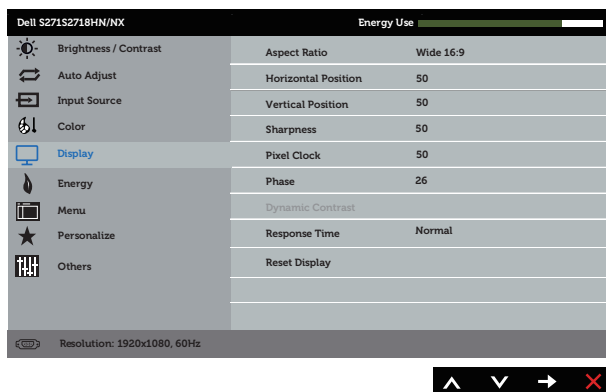 Dell S271S2718HN/NX Energy Use
Brightness / Contrast
Auto Adjust
Input Source
Color
Display
Energy
Menu
Personalize
Others
Aspect Ratio Wide 16:9
Horizontal Position 50
Vertical Position 50
Sharpness 50
Pixel Clock 50
Phase 26
Dynamic Contrast
Response Time Normal
Reset Display
Resolution: 1920x1080, 60Hz